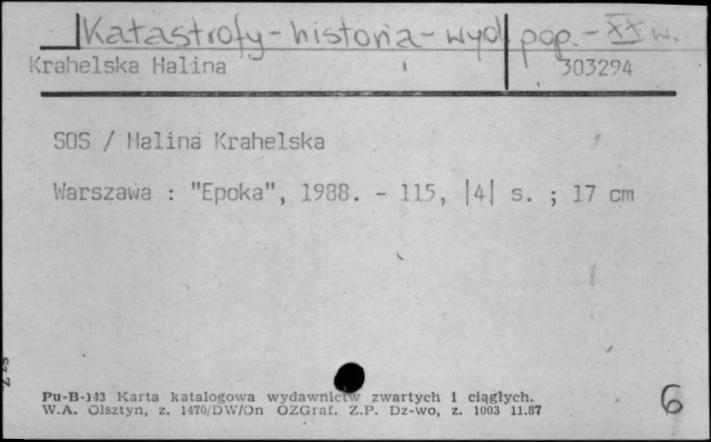 Katastrofy - historia - wyd. pop. - XX w.
Krahelska Halina 303294
SOS / Halina Krahelska
Warszawa : "Epoka", 1988. - 115, |4| s. ; 17 cm
Pu-B-143 Karta katalogowa wydawnictw zwartych i ciągłych.
W.A. Olsztyn, z. 1470/DW/On OZGraf. Z.P. Dz-wo, z. 1003 11.87
6